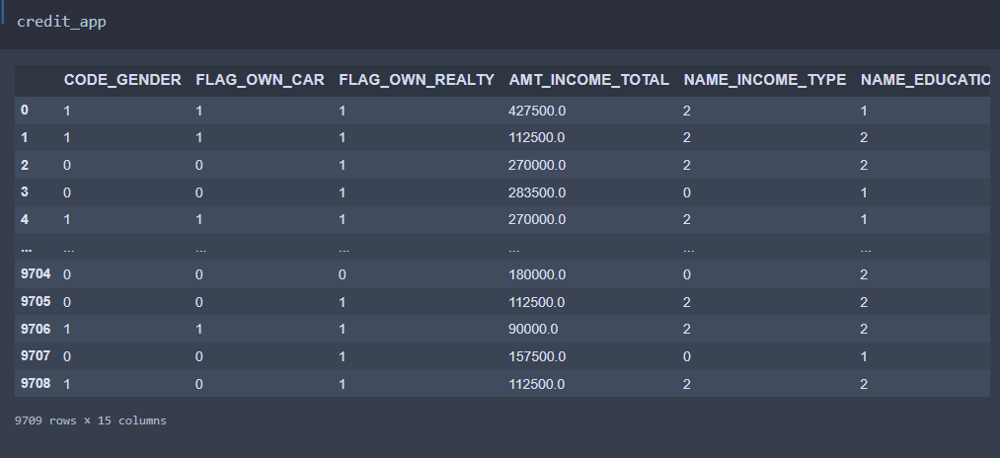 credit_app
CODE_GENDER FLAG_OWN_CAR FLAG_OWN_REALTY AMT_INCOME_TOTAL NAME_INCOME_TYPE NAME_EDUCATIO
0 1 1 1 427500.0 2 1
1 1 1 1 112500.0 2 2
2 0 0 1 270000.0 2 2
3 0 0 1 283500.0 0 1
4 1 1 1 270000.0 2 1
... ... ... ... ... ... ...
9704 0 0 0 180000.0 0 2
9705 0 0 1 112500.0 2 2
9706 1 1 1 90000.0 2 2
9707 0 0 1 157500.0 0 1
9708 1 0 1 112500.0 2 2
9709 rows × 15 columns